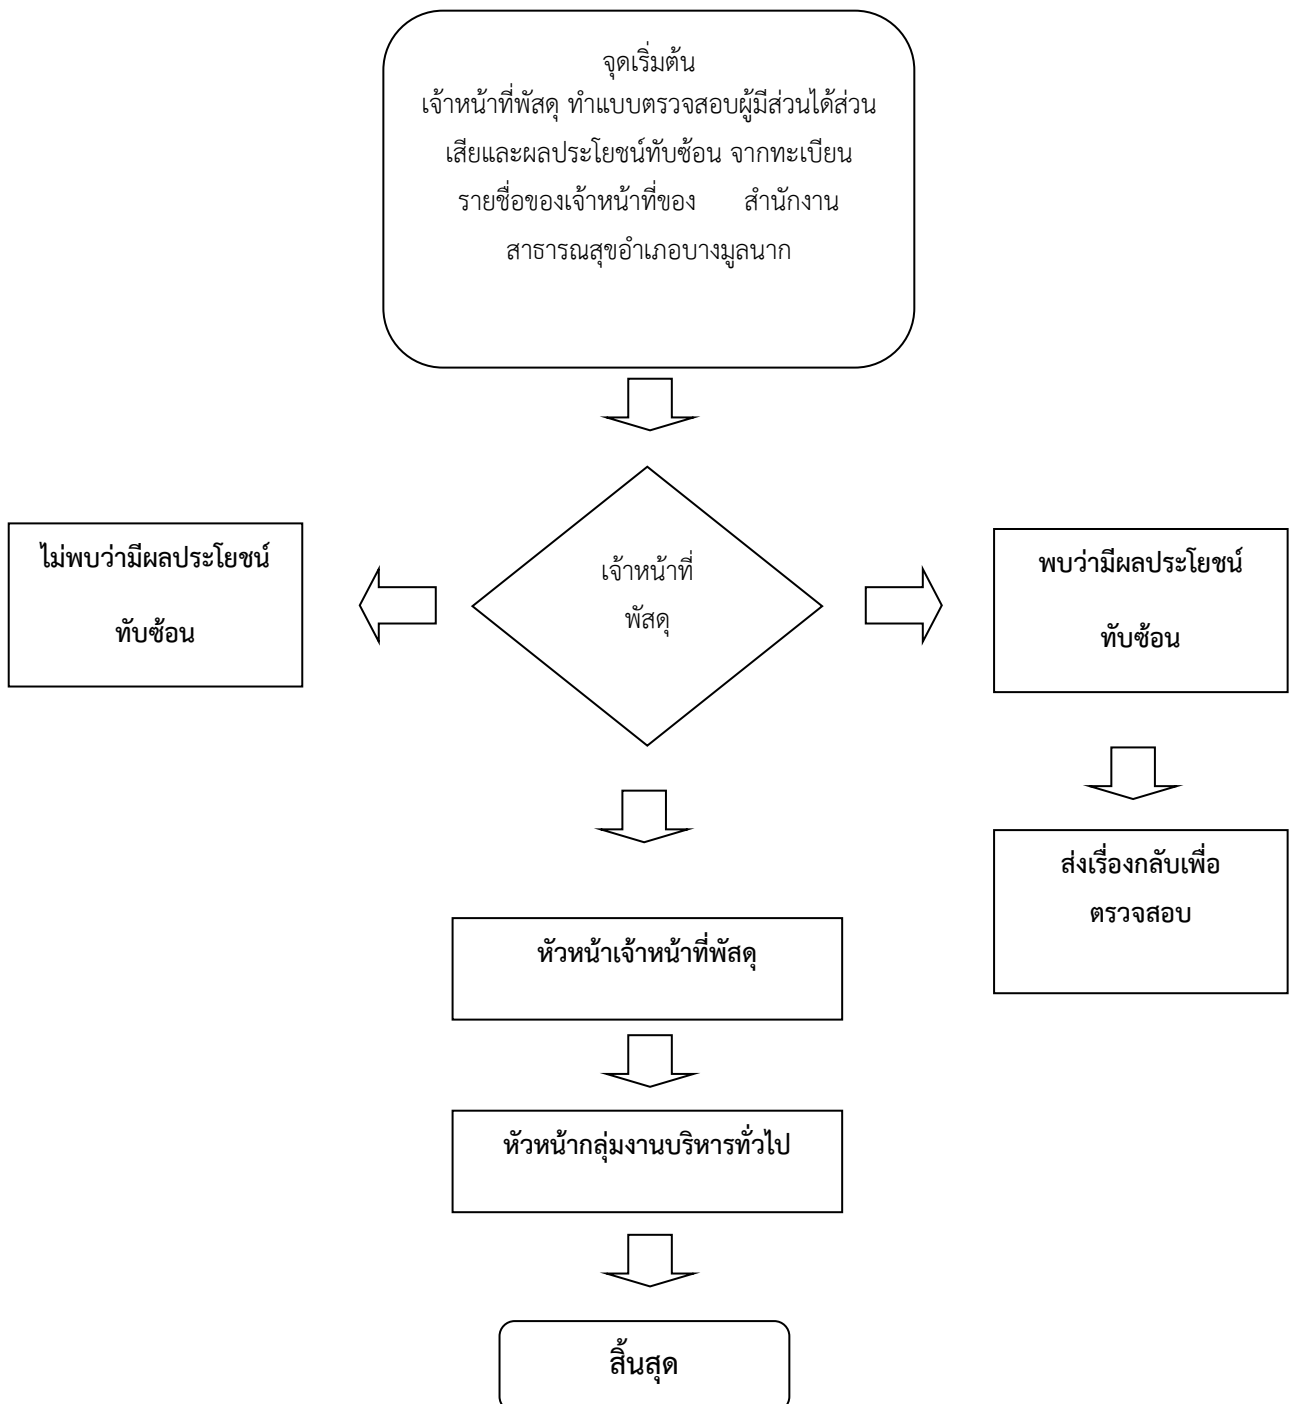 จุดเริ่มต้น
เจ้าหน้าที่พัสดุ ทำแบบตรวจสอบผู้มีส่วนได้ส่วน
เสียและผลประโยชน์ทับซ้อน จากทะเบียน
รายชื่อของเจ้าหน้าที่ของ สำนักงาน
สาธารณสุขอำเภอบางมูลนาก
ไม่พบว่ามีผลประโยชน์
ทับซ้อน
เจ้าหน้าที่
พัสดุ
พบว่ามีผลประโยชน์
ทับซ้อน
ส่งเรื่องกลับเพื่อ
ตรวจสอบ
หัวหน้าเจ้าหน้าที่พัสดุ
หัวหน้ากลุ่มงานบริหารทั่วไป
สิ้นสุด